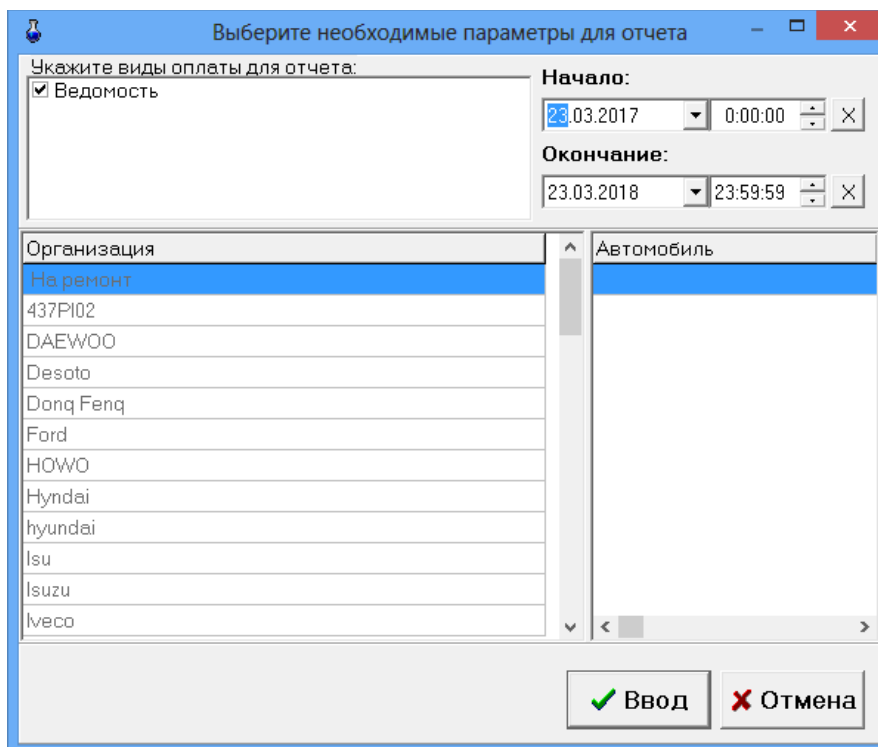 Выберите необходимые параметры для отчета
Укажите виды оплаты для отчета:
Ведомость
Начало:
23.03.2017 0:00:00 X
Окончание:
23.03.2018 23:59:59 X
Организация
На ремонт
437PI02
DAEWOO
Desoto
Dong Feng
Ford
HOWO
Hyndai
hyundai
Isu
Isuzu
Iveco
Автомобиль
Ввод
Отмена